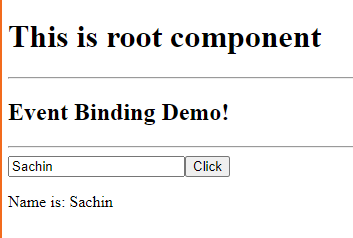 This is root component
Event Binding Demo!
Sachin Click
Name is: Sachin